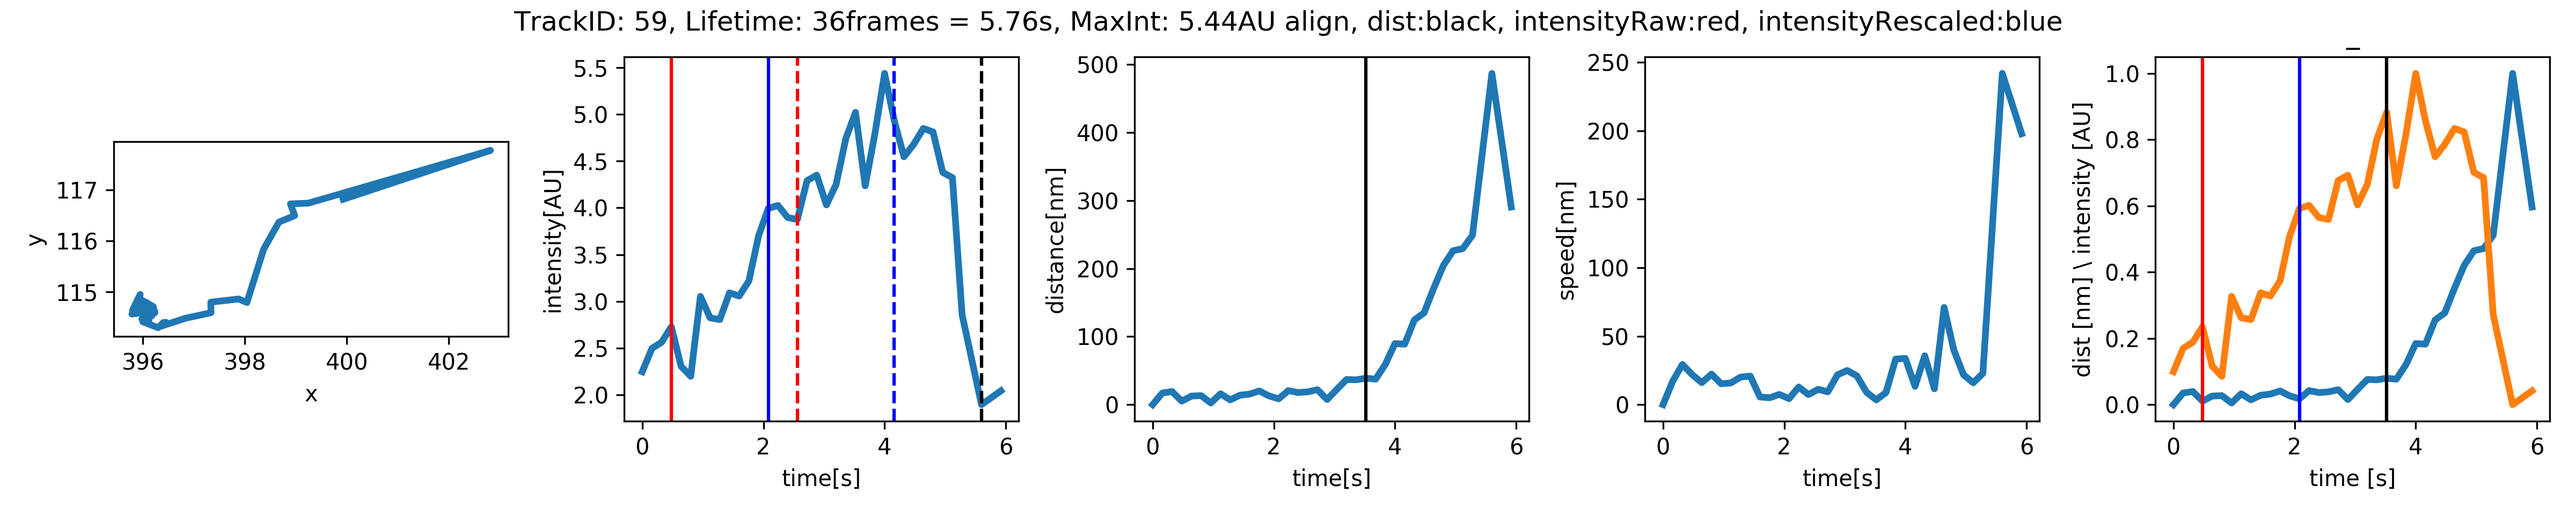 TrackID: 59, Lifetime: 36frames = 5.76s, MaxInt: 5.44AU align, dist:black, intensityRaw:red, intensityRescaled:blue
y
117
116
115
396 398 400 402
x
intensity[AU]
5.5
5.0
4.5
4.0
3.5
3.0
2.5
2.0
0 2 4 6
time[s]
distance[nm]
500
400
300
200
100
0
0 2 4 6
time[s]
speed[nm]
250
200
150
100
50
0
0 2 4 6
time[s]
_
dist [nm] \ intensity [AU]
1.0
0.8
0.6
0.4
0.2
0.0
0 2 4 6
time [s]